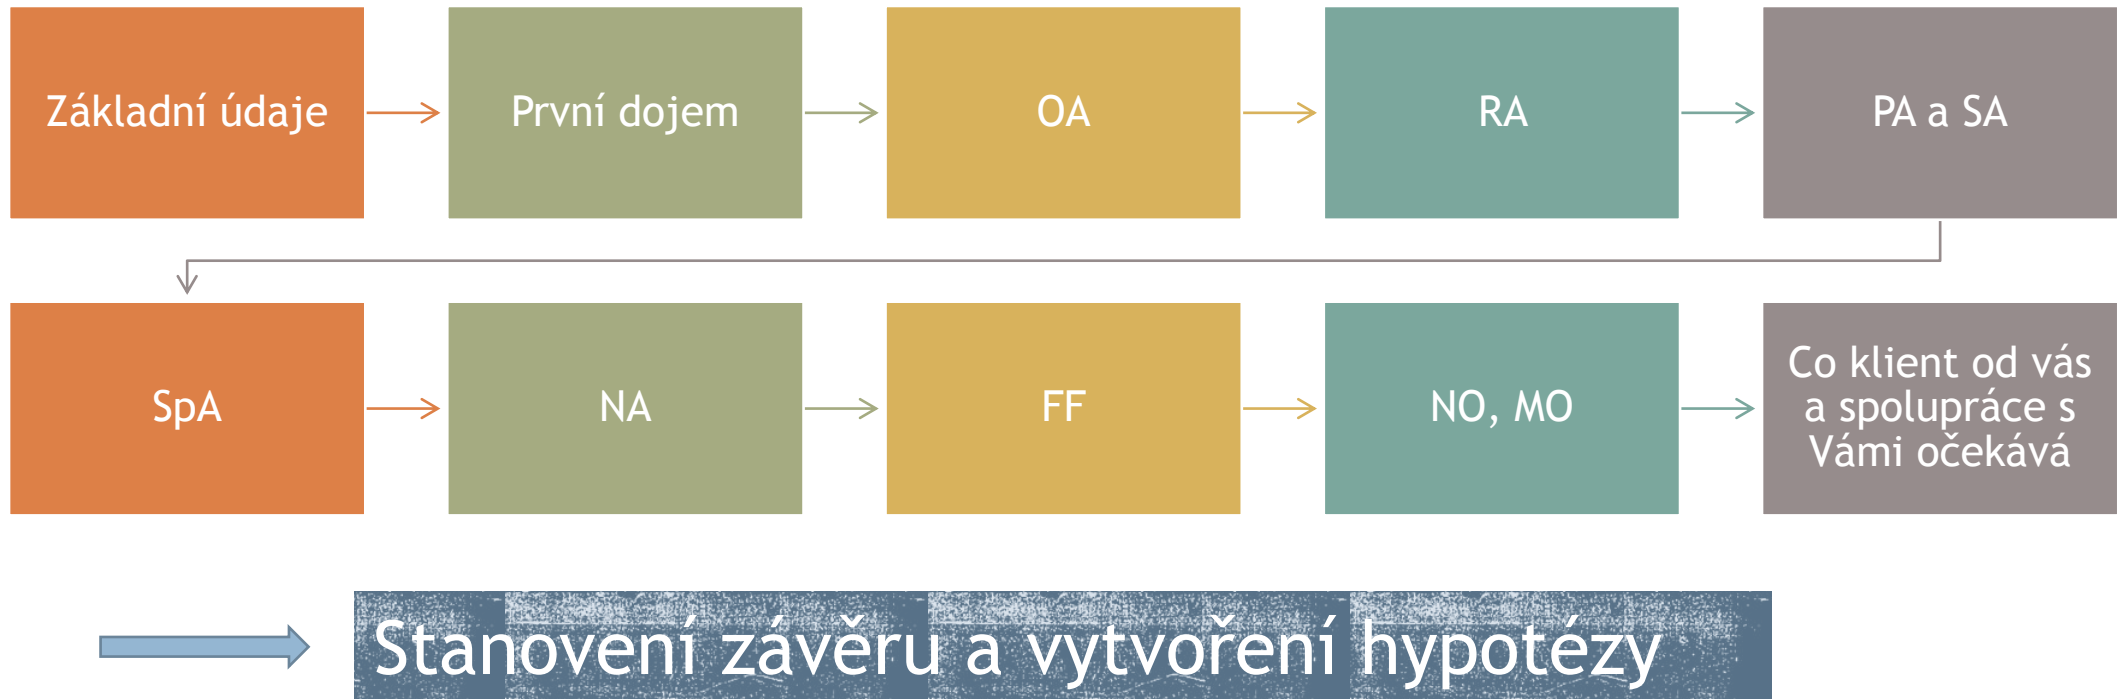 Základní údaje
První dojem
OA
RA
PA a SA
SpA
NA
FF
NO, MO
Co klient od vás
a spolupráce s
Vámi očekává
Stanovení závěru a vytvoření hypotézy